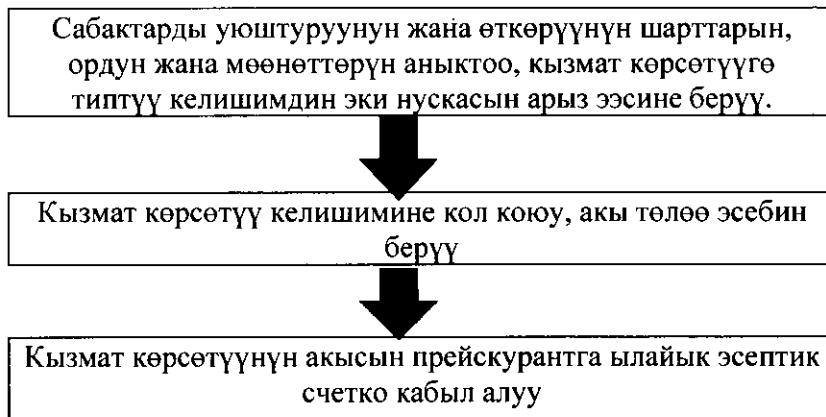 Сабактарды уюштуруунун жана өткөрүүнүн шарттарын,
ордун жана мөөнөттөрүн аныктоо, кызмат көрсөтүүгө
типтүү келишимдин эки нускасын арыз ээсине берүү.
Кызмат көрсөтүү келишимине кол коюу, акы төлөө эсебин
берүү
Кызмат көрсөтүүнүн акысын прейскурантга ылайык эсептик
счетко кабыл алуу